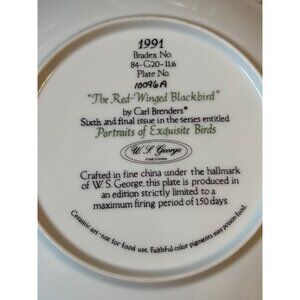 1991
Bradex No.
84-G20-11.6
Plate No.
10096A
"The Red-Winged Blackbird"
by Carl Brenders®
Sixth and final issue in the series entitled
Portraits of Exquisite Birds
W. S. George
FINE CHINA
Crafted in fine china under the hallmark
of W. S. George, this plate is produced in
an edition strictly limited to a
maximum firing period of 150 days.
Ceramic art–not for food use. Faithful color pigments may poison food.